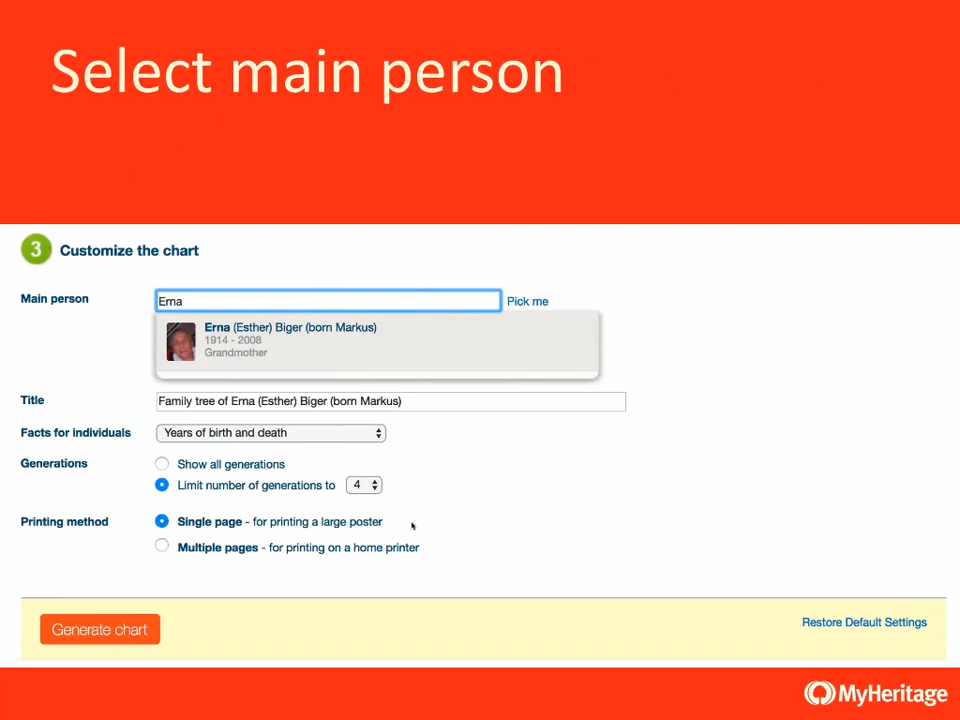 Select main person
3 Customize the chart
Main person Erna Pick me
Erna (Esther) Biger (born Markus)
1914 - 2008
Grandmother
Title Family tree of Erna (Esther) Biger (born Markus)
Facts for individuals Years of birth and death
Generations Show all generations
Limit number of generations to 4
Printing method Single page - for printing a large poster
Multiple pages - for printing on a home printer
Generate chart Restore Default Settings
MyHeritage